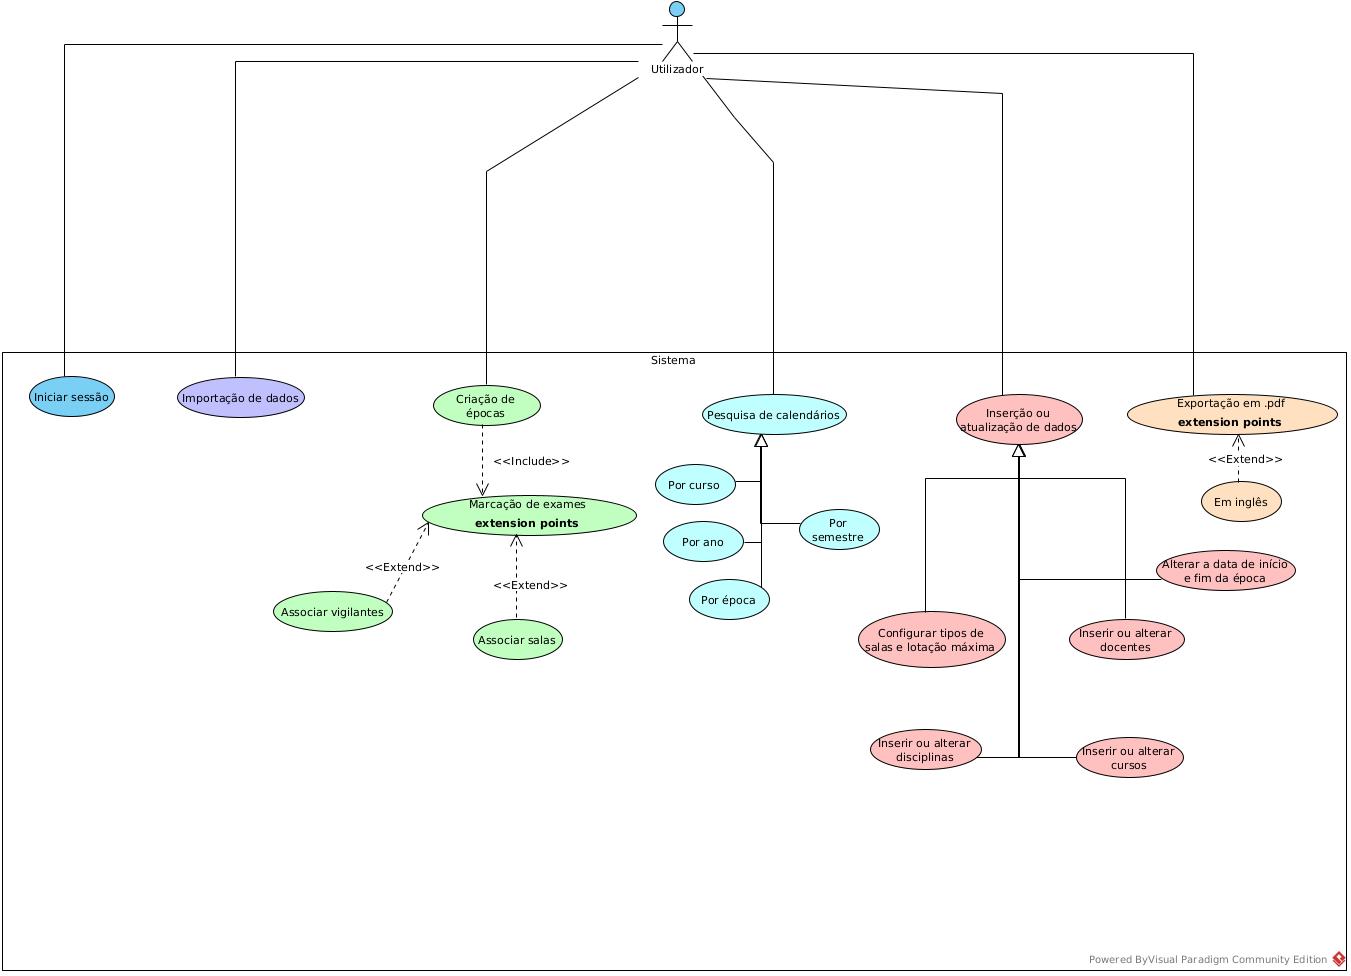 Utilizador
Sistema
Iniciar sessão
Importação de dados
Criação de
épocas
<<Include>>
Marcação de exames
extension points
<<Extend>>
Associar vigilantes
<<Extend>>
Associar salas
Pesquisa de calendários
Por curso
Por
semestre
Por ano
Por época
Inserção ou
atualização de dados
Alterar a data de início
e fim da época
Configurar tipos de
salas e lotação máxima
Inserir ou alterar
docentes
Inserir ou alterar
disciplinas
Inserir ou alterar
cursos
Exportação em .pdf
extension points
<<Extend>>
Em inglês
Powered ByVisual Paradigm Community Edition